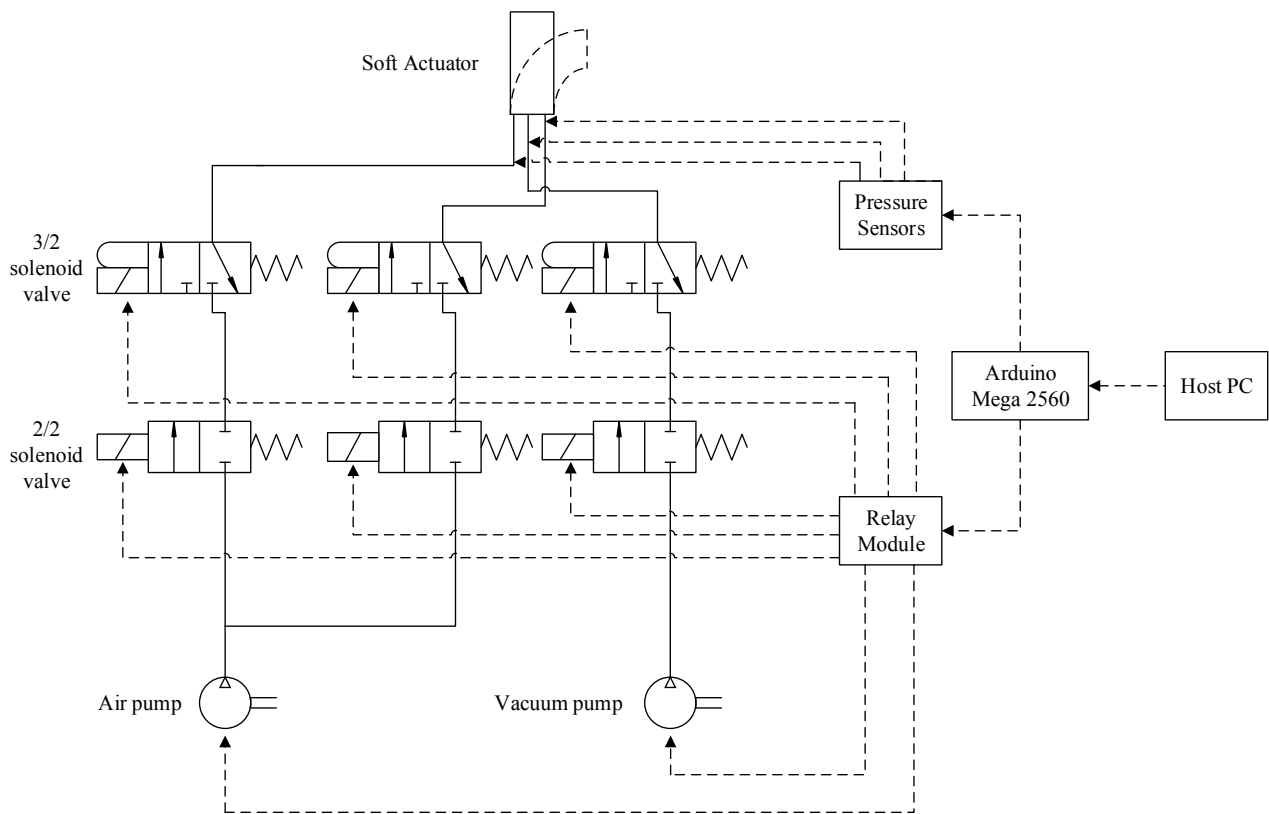 Soft Actuator
Pressure
Sensors
3/2
solenoid
valve
Arduino
Mega 2560
Host PC
2/2
solenoid
valve
Relay
Module
Air pump
Vacuum pump